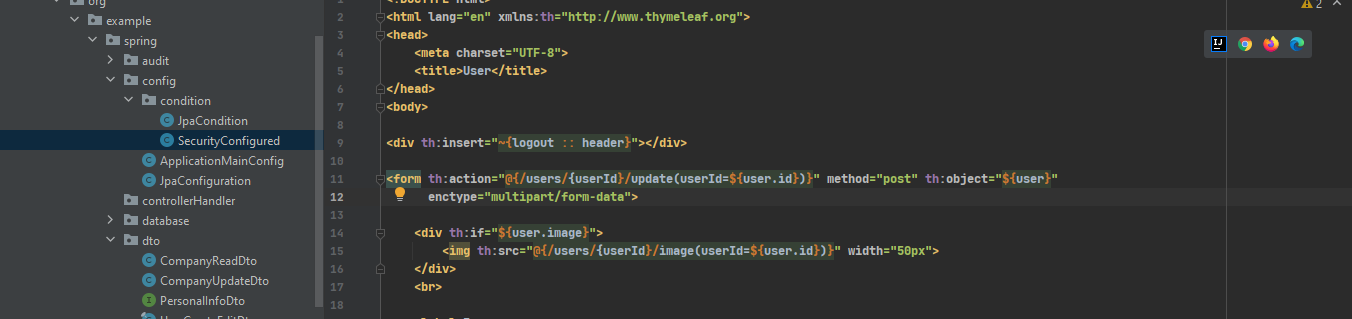 org
example
spring
audit
config
condition
JpaCondition
SecurityConfigured
ApplicationMainConfig
JpaConfiguration
controllerHandler
database
dto
CompanyReadDto
CompanyUpdateDto
PersonalInfoDto
2
2 <html lang="en" xmlns:th="http://www.thymeleaf.org">
3 <head>
4 <meta charset="UTF-8">
5 <title>User</title>
6 </head>
7 <body>
8
9 <div th:insert="~{logout :: header}"></div>
10
11 <form th:action="@{/users/{userId}/update(userId=${user.id})}" method="post" th:object="${user}"
12 enctype="multipart/form-data">
13
14 <div th:if="${user.image}">
15 <img th:src="@{/users/{userId}/image(userId=${user.id})}" width="50px">
16 </div>
17 <br>
18